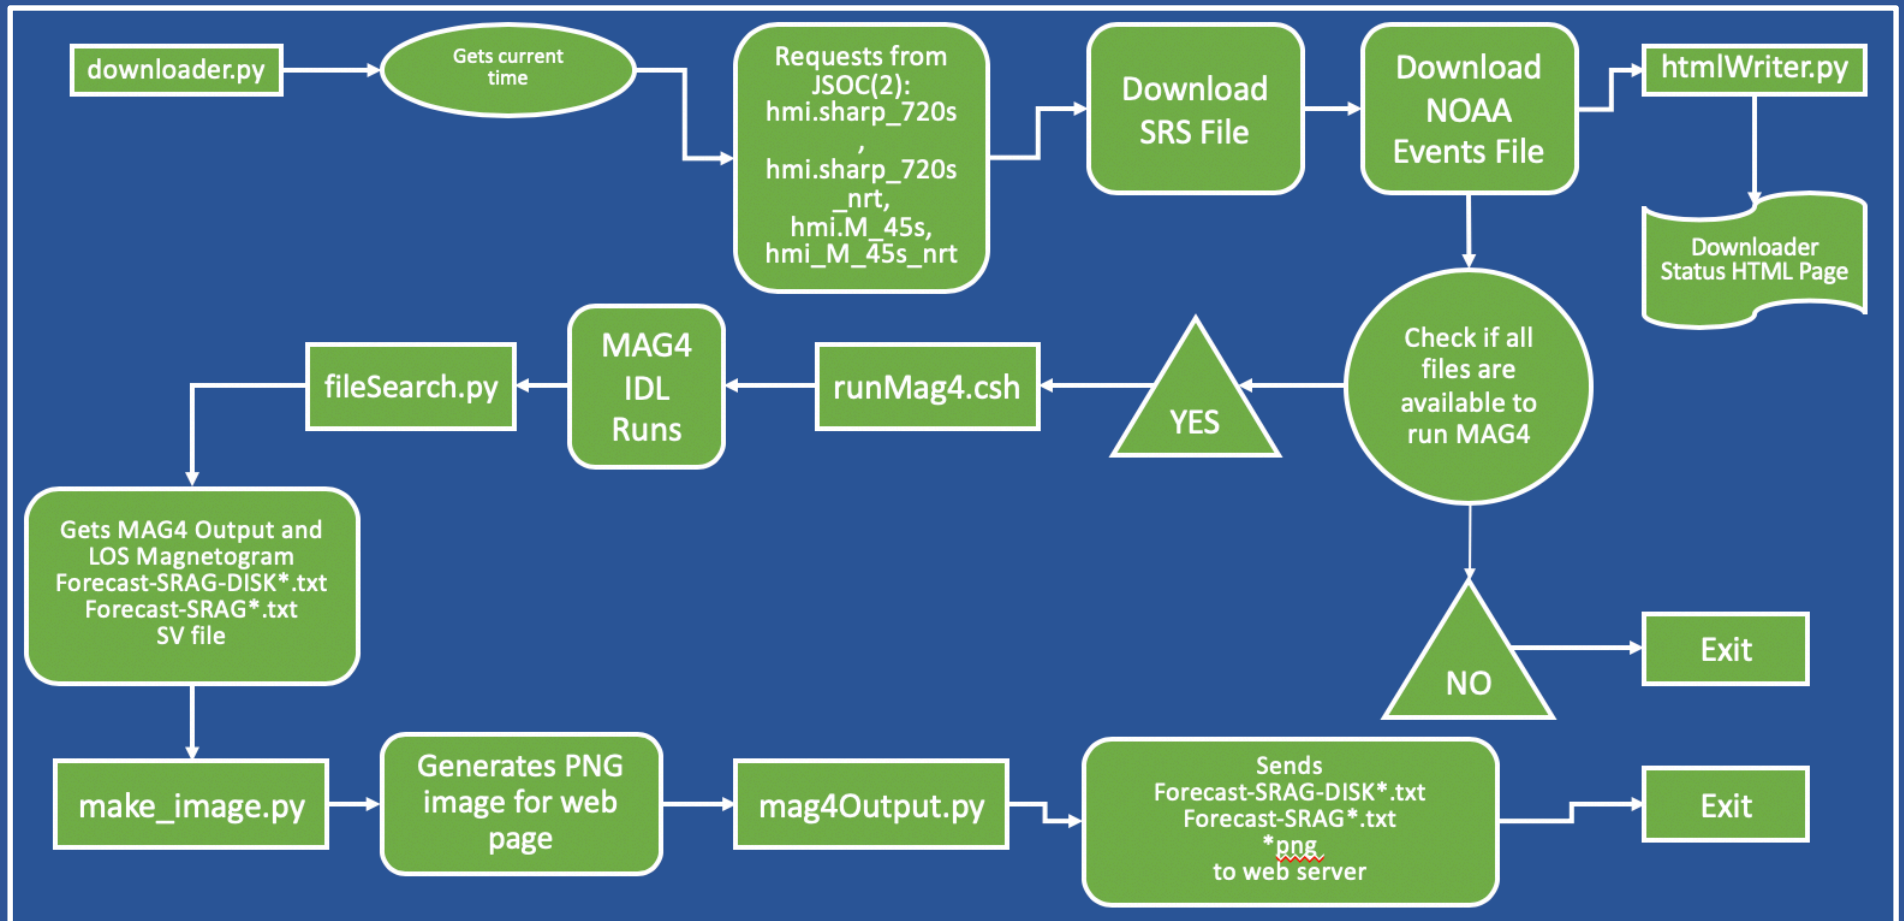 downloader.py
Gets current
time
Requests from
JSOC(2):
hmi.sharp_720s
,
hmi.sharp_720s
_nrt,
hmi.M_45s,
hmi_M_45s_nrt
Download
SRS File
Download
NOAA
Events File
htmlWriter.py
Downloader
Status HTML Page
Check if all
files are
available to
run MAG4
YES
runMag4.csh
MAG4
IDL
Runs
fileSearch.py
Gets MAG4 Output and
LOS Magnetogram
Forecast-SRAG-DISK*.txt
Forecast-SRAG*.txt
SV file
NO
Exit
make_image.py
Generates PNG
image for web
page
mag4Output.py
Sends
Forecast-SRAG-DISK*.txt
Forecast-SRAG*.txt
*png
to web server
Exit